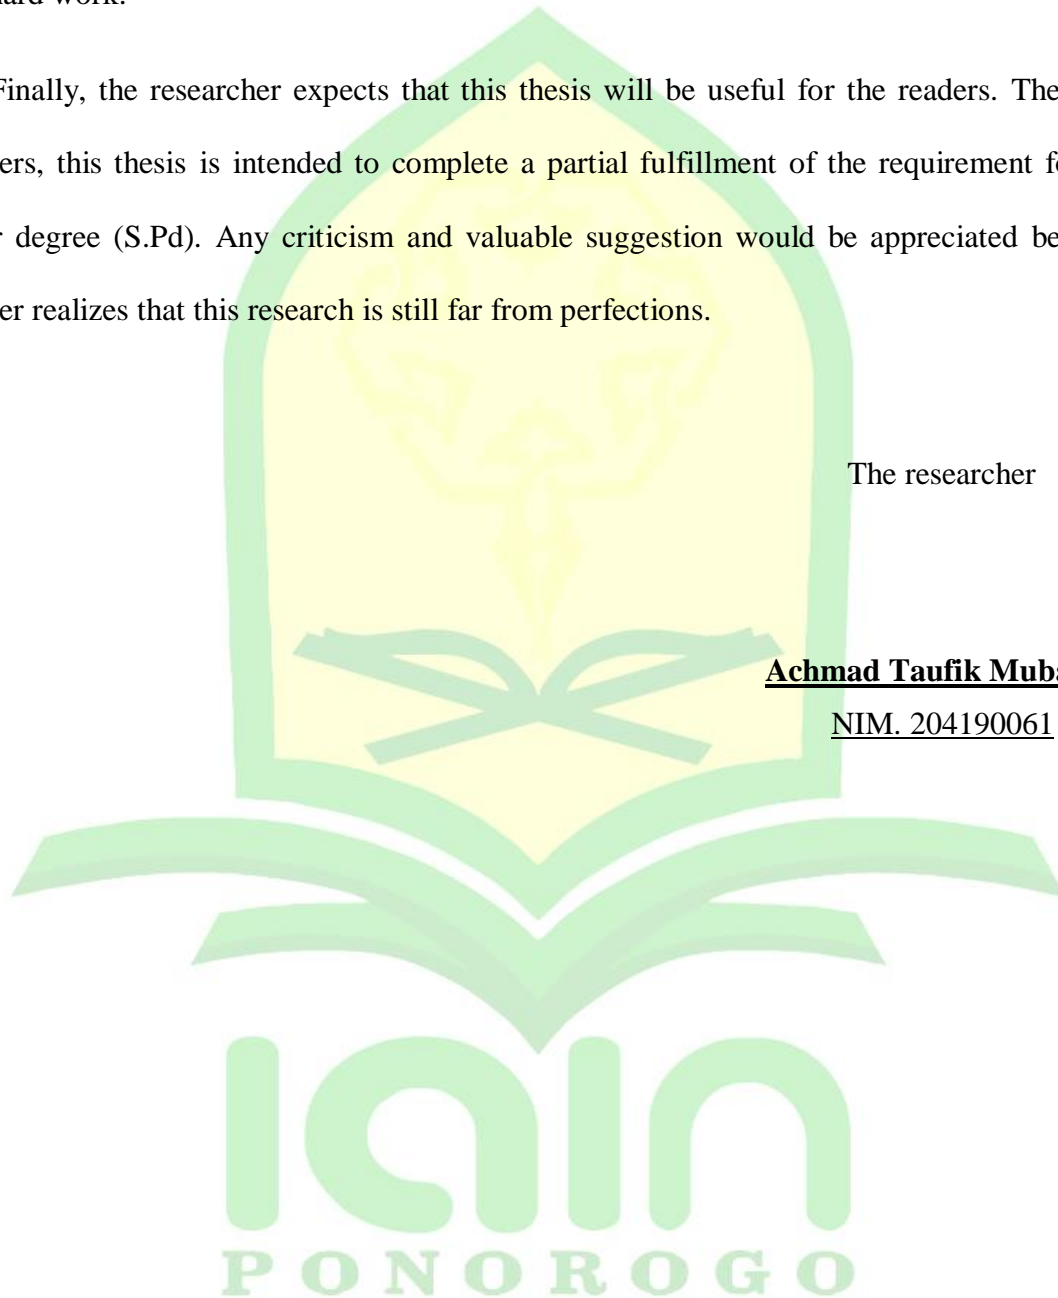 hard work.
Finally, the researcher expects that this thesis will be useful for the readers. The
ers, this thesis is intended to complete a partial fulfillment of the requirement f
r degree (S.Pd). Any criticism and valuable suggestion would be appreciated be
er realizes that this research is still far from perfections.
The researcher
Achmad Taufik Muba
NIM. 204190061
IAIN
PONOROGO